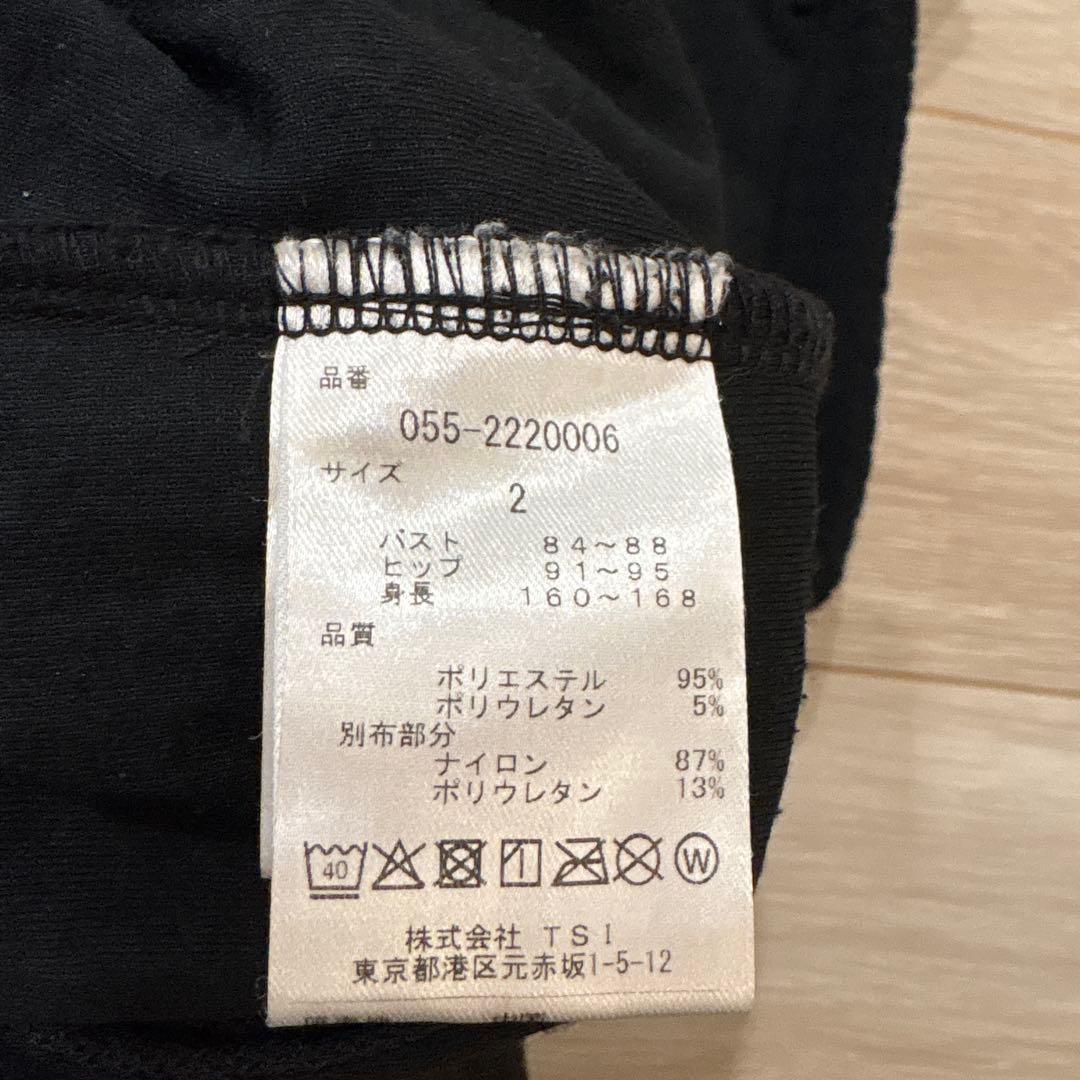 品番
055-2220006
サイズ
2
バスト 84～88
ヒップ 91～95
身長 160～168
品質
ポリエステル 95%
ポリウレタン 5%
別布部分
ナイロン 87%
ポリウレタン 13%
40
W
株式会社 TSI
東京都港区元赤坂1-5-12